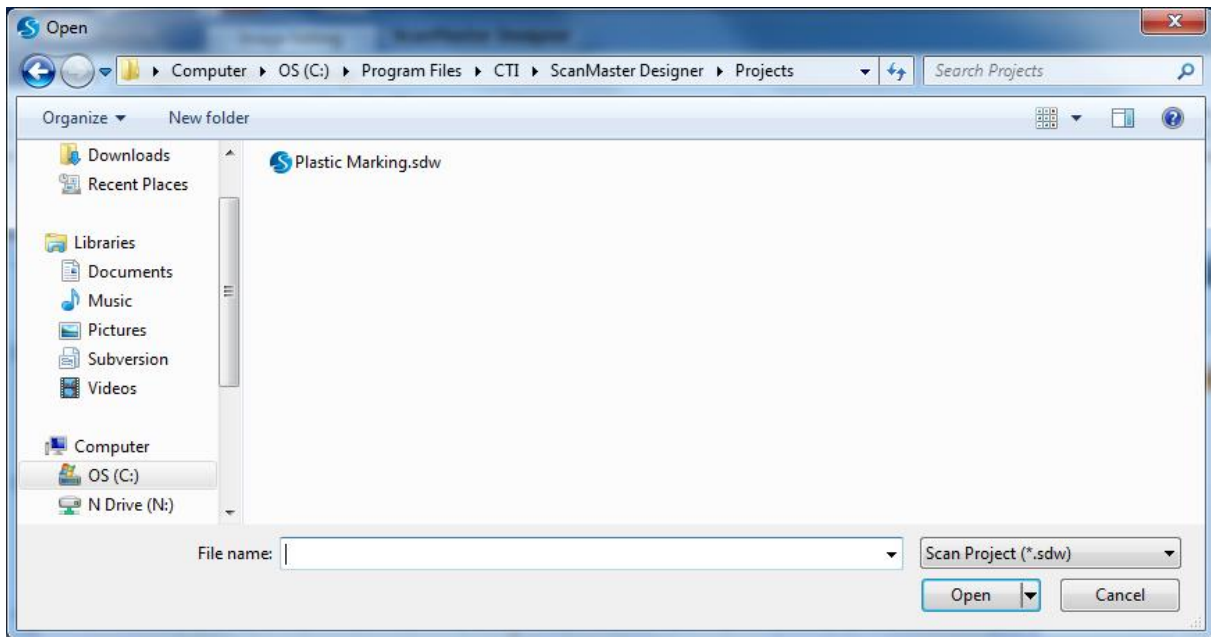 Open
Computer OS (C:) Program Files CTI ScanMaster Designer Projects
Search Projects
Organize
New folder
Downloads
Recent Places
Libraries
Documents
Music
Pictures
Subversion
Videos
Computer
OS (C:)
N Drive (N:)
Plastic Marking.sdw
File name:
Scan Project (*.sdw)
Open
Cancel